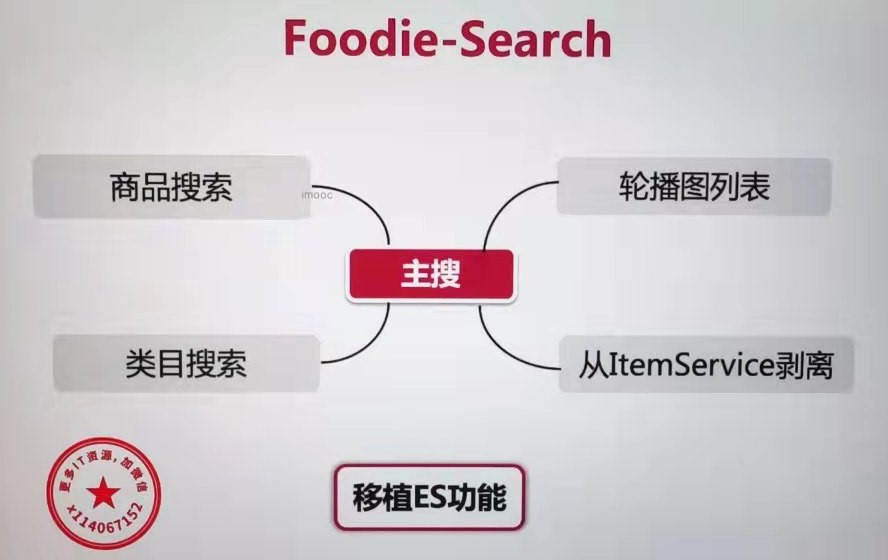 Foodie-Search
商品搜索
imooc
轮播图列表
主搜
类目搜索
从ItemService剥离
移植ES功能
更多IT资源,加微信
x114067152